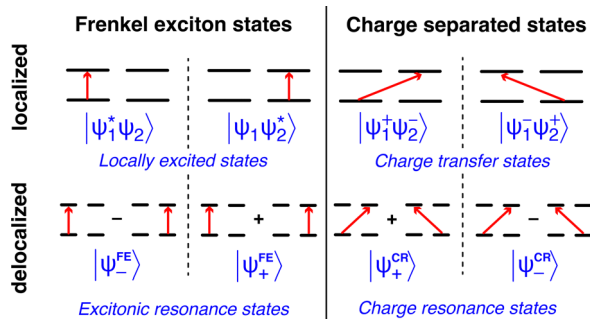 Frenkel exciton states
Charge separated states
localized
|ψ₁*ψ₂⟩
|ψ₁ψ₂*⟩
|ψ₁⁺ψ₂⁻⟩
|ψ₁⁻ψ₂⁺⟩
Locally excited states
Charge transfer states
delocalized
−
+
+
−
|ψ₋ᶠᴱ⟩
|ψ₊ᶠᴱ⟩
|ψ₊ᶜᴿ⟩
|ψ₋ᶜᴿ⟩
Excitonic resonance states
Charge resonance states